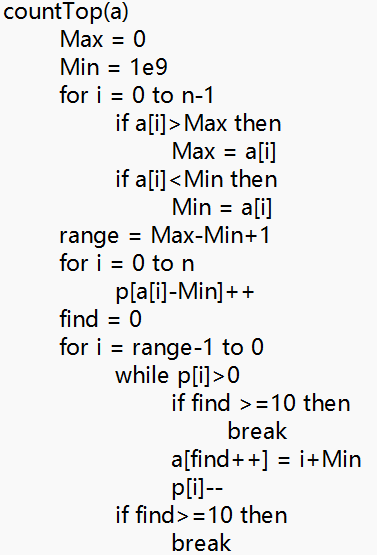 countTop(a)
Max = 0
Min = 1e9
for i = 0 to n-1
if a[i]>Max then
Max = a[i]
if a[i]<Min then
Min = a[i]
range = Max-Min+1
for i = 0 to n
p[a[i]-Min]++
find = 0
for i = range-1 to 0
while p[i]>0
if find >=10 then
break
a[find++] = i+Min
p[i]--
if find>=10 then
break